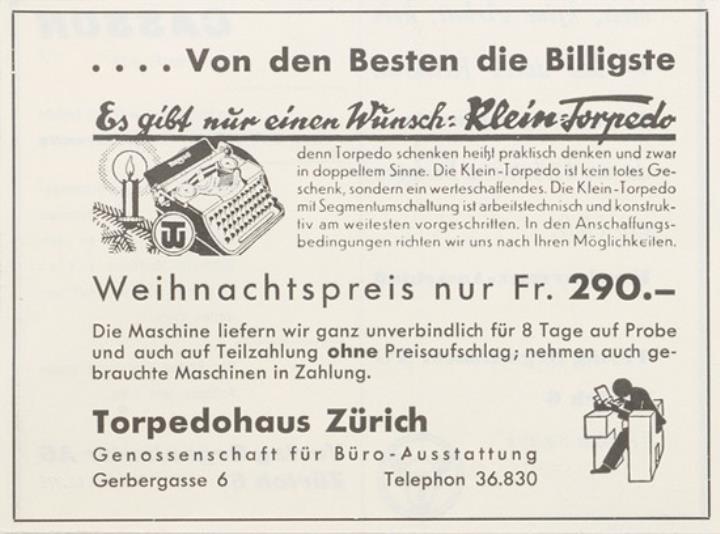 . . . . Von den Besten die Billigste
Es gibt nur einen Wunsch: Klein-Torpedo
denn Torpedo schenken heißt praktisch denken und zwar
in doppeltem Sinne. Die Klein-Torpedo ist kein totes Ge-
schenk, sondern ein werteschaffendes. Die Klein-Torpedo
mit Segmentumschaltung ist arbeitstechnisch und konstruk-
tiv am weitesten vorgeschritten. In den Anschaffungs-
bedingungen richten wir uns nach Ihren Möglichkeiten.
TW
Weihnachtspreis nur Fr. 290.–
Die Maschine liefern wir ganz unverbindlich für 8 Tage auf Probe
und auch auf Teilzahlung ohne Preisaufschlag; nehmen auch ge-
brauchte Maschinen in Zahlung.
Torpedohaus Zürich
Genossenschaft für Büro-Ausstattung
Gerbergasse 6 Telephon 36.830